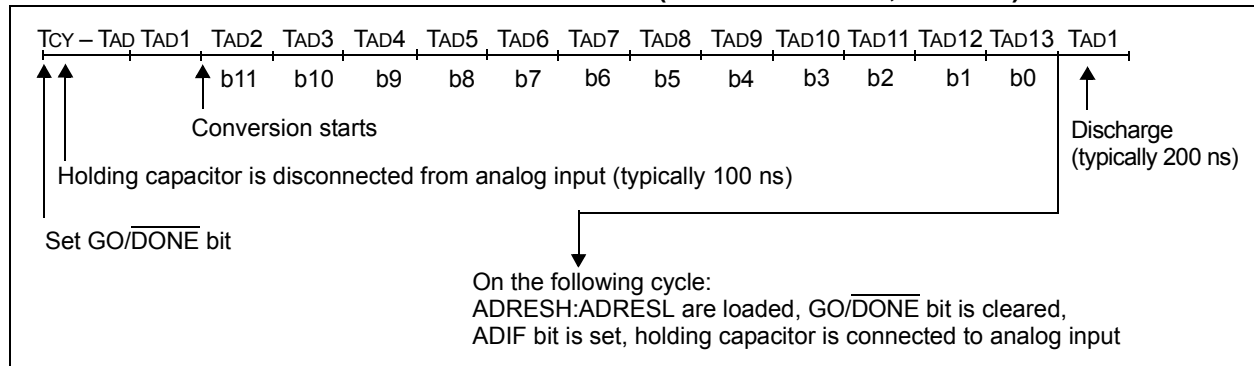 TCY – TAD TAD1 TAD2 TAD3 TAD4 TAD5 TAD6 TAD7 TAD8 TAD9 TAD10 TAD11 TAD12 TAD13 TAD1
b11 b10 b9 b8 b7 b6 b5 b4 b3 b2 b1 b0
Conversion starts
Discharge
(typically 200 ns)
Holding capacitor is disconnected from analog input (typically 100 ns)
Set GO/DONE bit
On the following cycle:
ADRESH:ADRESL are loaded, GO/DONE bit is cleared,
ADIF bit is set, holding capacitor is connected to analog input